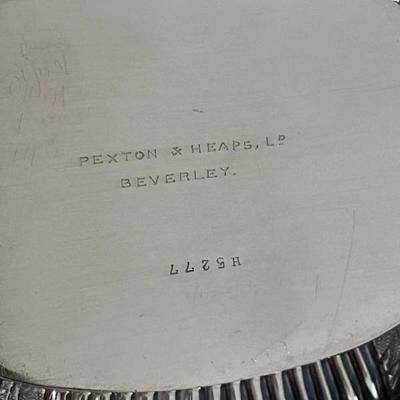 PEXTON & HEAPS, Lᴰ
BEVERLEY.
H5277